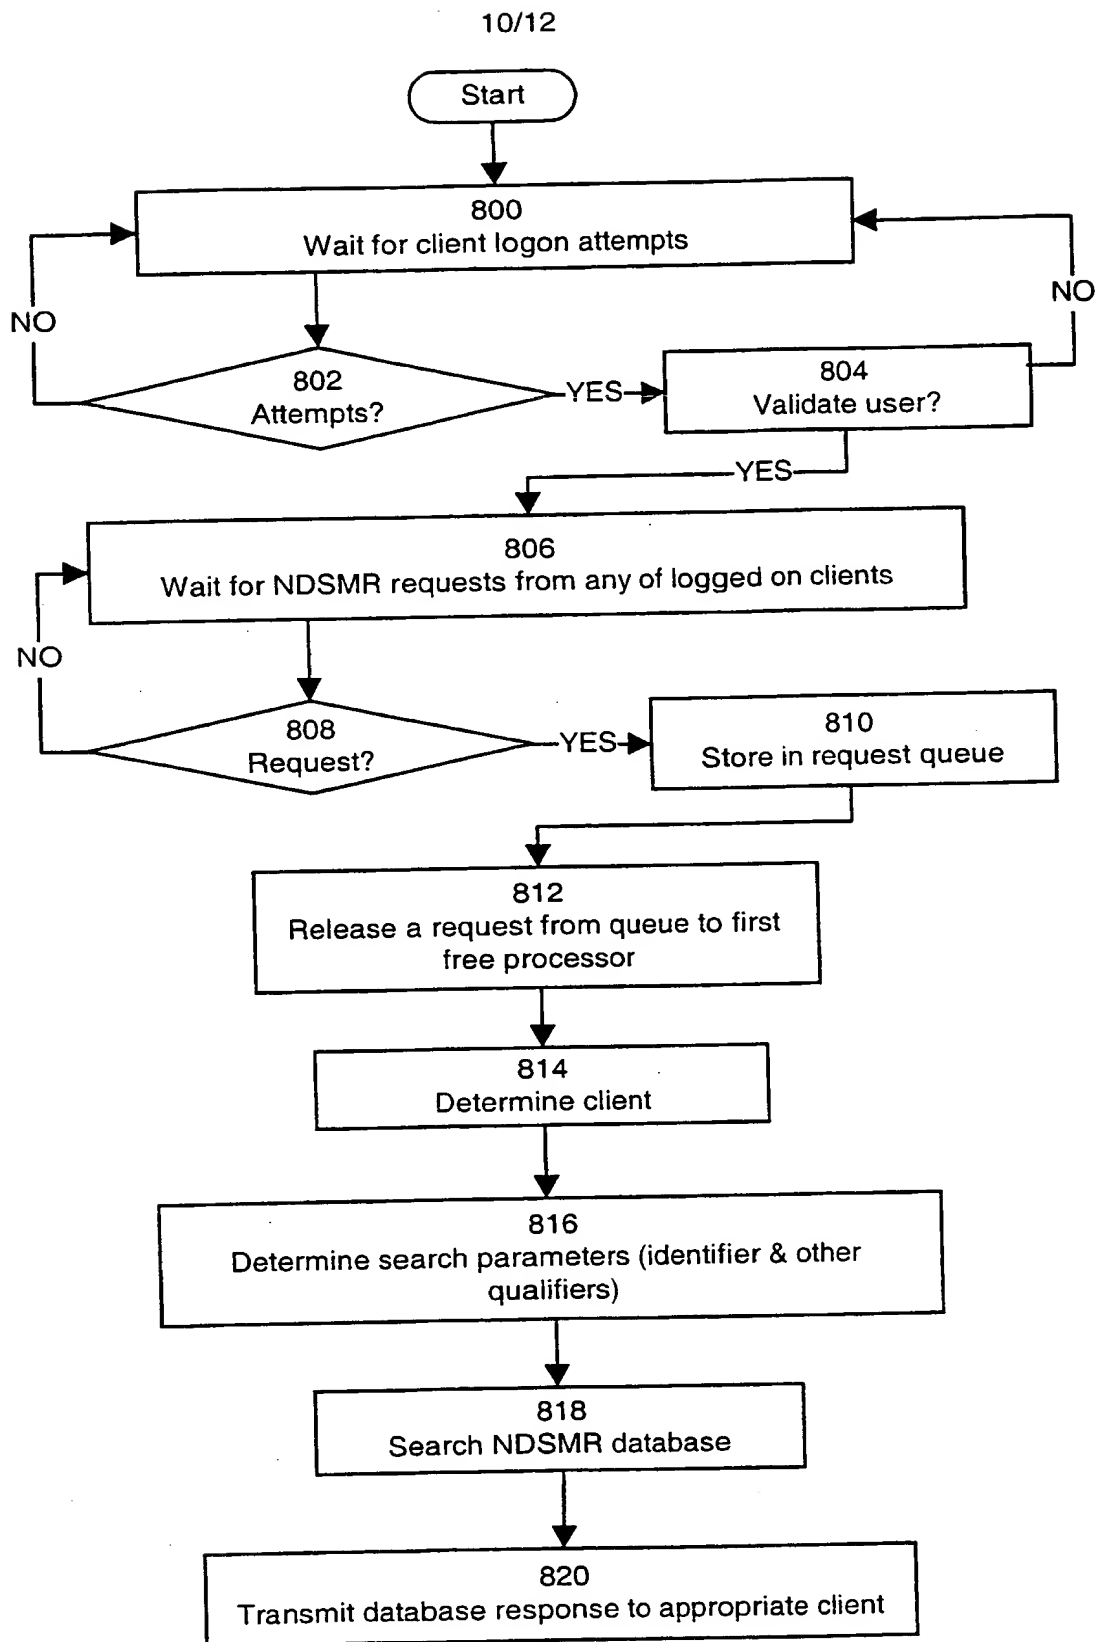 10/12
Start
800
Wait for client logon attempts
NO
NO
802
Attempts?
YES
804
Validate user?
YES
806
Wait for NDSMR requests from any of logged on clients
NO
808
Request?
YES
810
Store in request queue
812
Release a request from queue to first
free processor
814
Determine client
816
Determine search parameters (identifier & other
qualifiers)
818
Search NDSMR database
820
Transmit database response to appropriate client